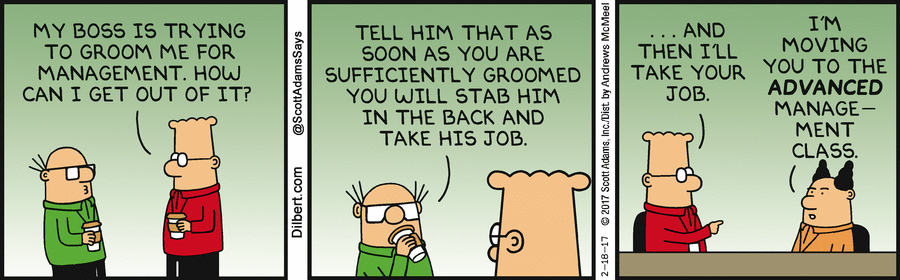 MY BOSS IS TRYING
TO GROOM ME FOR
MANAGEMENT. HOW
CAN I GET OUT OF IT?
Dilbert.com @ScottAdamsSays
TELL HIM THAT AS
SOON AS YOU ARE
SUFFICIENTLY GROOMED
YOU WILL STAB HIM
IN THE BACK AND
TAKE HIS JOB.
2-18-17 © 2017 Scott Adams, Inc./Dist. by Andrews McMeel
. . . AND
THEN I'LL
TAKE YOUR
JOB.
I'M
MOVING
YOU TO THE
ADVANCED
MANAGE–
MENT
CLASS.